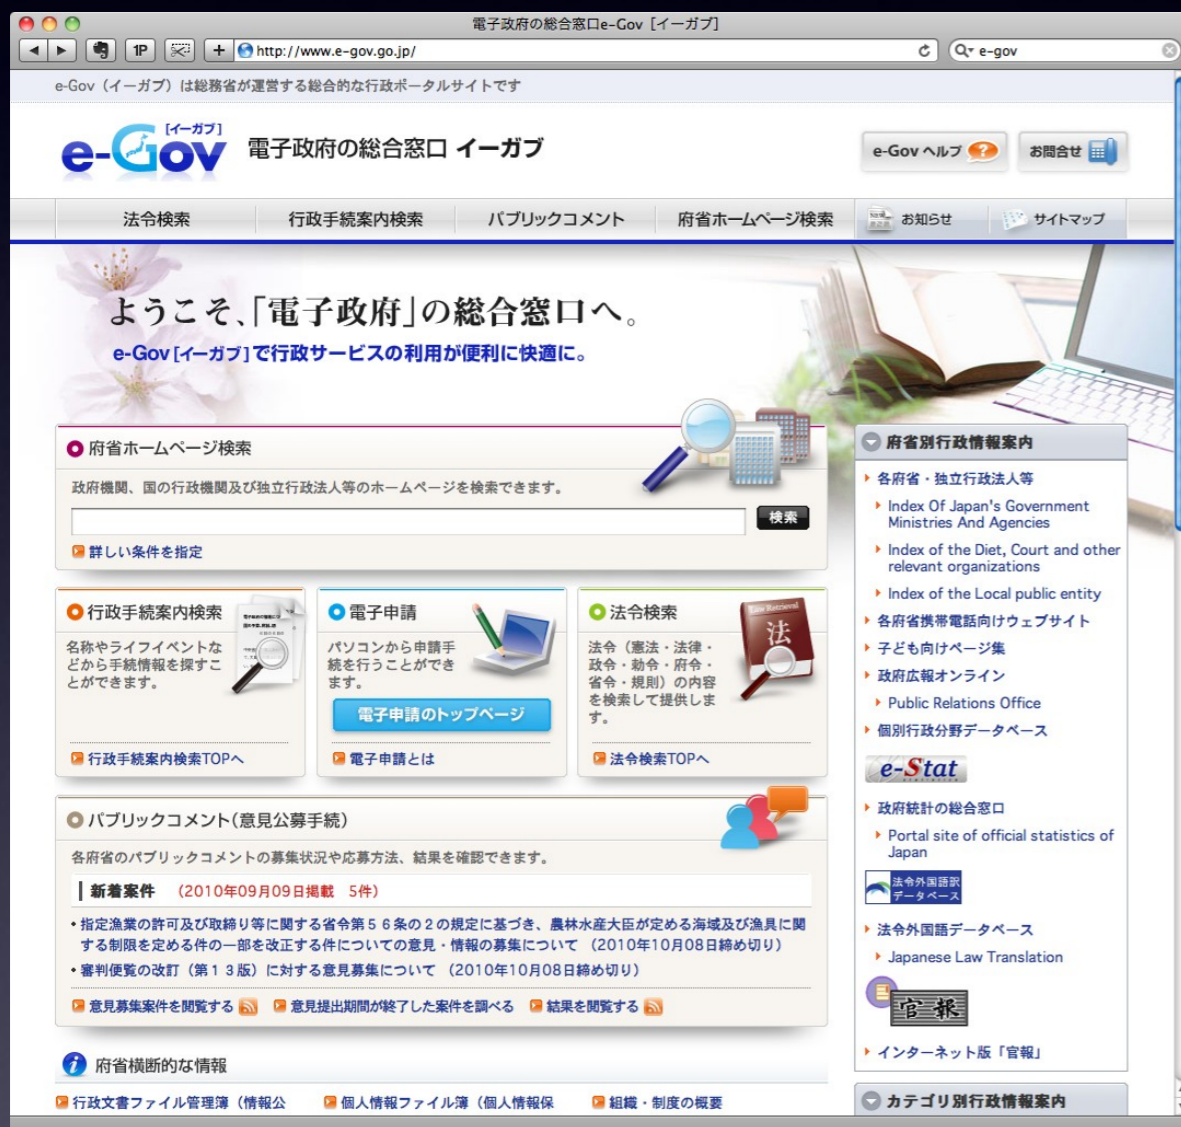 電子政府の総合窓口e-Gov [イーガブ]
1P
+
http://www.e-gov.go.jp/
e-gov
e-Gov（イーガブ）は総務省が運営する総合的な行政ポータルサイトです
e-Gov
[イーガブ]
電子政府の総合窓口 イーガブ
e-Gov ヘルプ
お問合せ
法令検索
行政手続案内検索
パブリックコメント
府省ホームページ検索
お知らせ
サイトマップ
ようこそ、「電子政府」の総合窓口へ。
e-Gov[イーガブ]で行政サービスの利用が便利に快適に。
府省ホームページ検索
政府機関、国の行政機関及び独立行政法人等のホームページを検索できます。
検索
詳しい条件を指定
行政手続案内検索
名称やライフイベントな
どから手続情報を探すこ
とができます。
行政手続案内検索TOPへ
電子申請
パソコンから申請手
続を行うことができ
ます。
電子申請のトップページ
電子申請とは
法令検索
法令（憲法・法律・
政令・勅令・府令・
省令・規則）の内容
を検索して提供しま
す。
Law Retrieval
法
法令検索TOPへ
パブリックコメント(意見公募手続)
各府省のパブリックコメントの募集状況や応募方法、結果を確認できます。
新着案件 （2010年09月09日掲載 5件）
・指定漁業の許可及び取締り等に関する省令第５６条の２の規定に基づき、農林水産大臣が定める海域及び漁具に関
する制限を定める件の一部を改正する件についての意見・情報の募集について （2010年10月08日締め切り）
・審判便覧の改訂（第１３版）に対する意見募集について （2010年10月08日締め切り）
意見募集案件を閲覧する
意見提出期間が終了した案件を調べる
結果を閲覧する
府省横断的な情報
行政文書ファイル管理簿（情報公
個人情報ファイル簿（個人情報保
組織・制度の概要
府省別行政情報案内
各府省・独立行政法人等
Index Of Japan's Government
Ministries And Agencies
Index of the Diet, Court and other
relevant organizations
Index of the Local public entity
各府省携帯電話向けウェブサイト
子ども向けページ集
政府広報オンライン
Public Relations Office
個別行政分野データベース
e-Stat
政府統計の総合窓口
Portal site of official statistics of
Japan
法令外国語訳
データベース
法令外国語データベース
Japanese Law Translation
官報
インターネット版「官報」
カテゴリ別行政情報案内